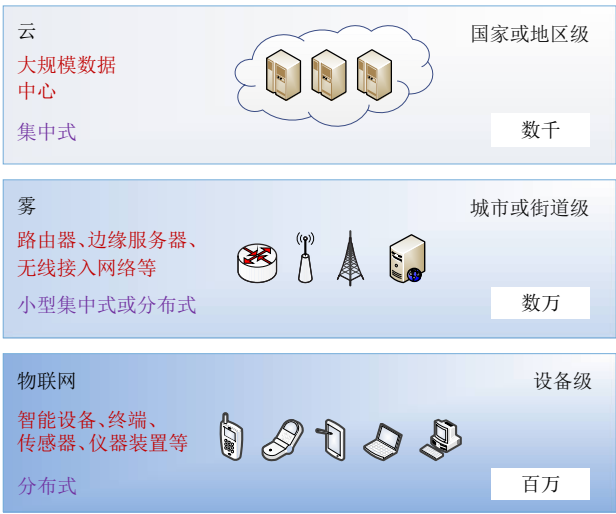 云
国家或地区级
大规模数据
中心
集中式
数千
雾
城市或街道级
路由器、边缘服务器、
无线接入网络等
小型集中式或分布式
数万
物联网
设备级
智能设备、终端、
传感器、仪器装置等
分布式
百万